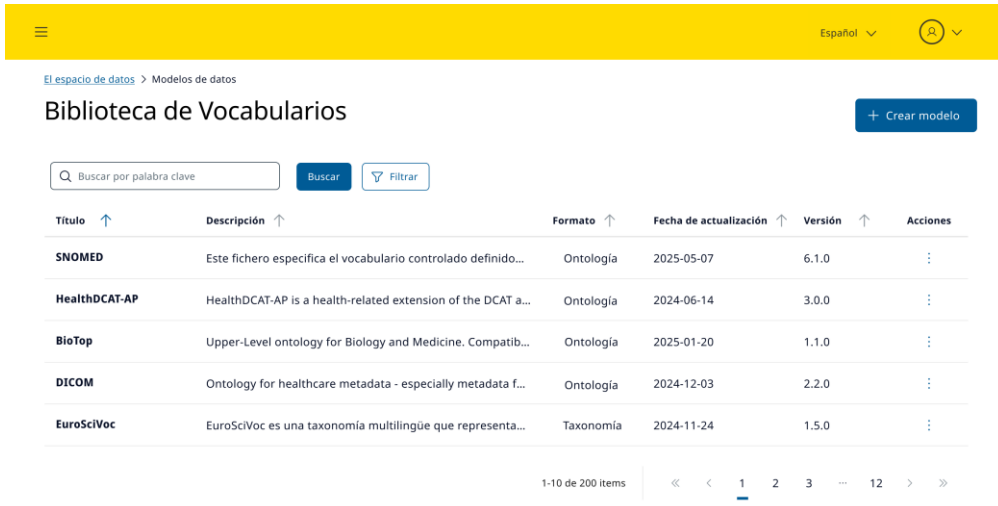 Español
El espacio de datos > Modelos de datos
Biblioteca de Vocabularios
+ Crear modelo
Buscar por palabra clave Buscar Filtrar
Título Descripción Formato Fecha de actualización Versión Acciones
SNOMED Este fichero especifica el vocabulario controlado definido... Ontología 2025-05-07 6.1.0
HealthDCAT-AP HealthDCAT-AP is a health-related extension of the DCAT a... Ontología 2024-06-14 3.0.0
BioTop Upper-Level ontology for Biology and Medicine. Compatib... Ontología 2025-01-20 1.1.0
DICOM Ontology for healthcare metadata - especially metadata f... Ontología 2024-12-03 2.2.0
EuroSciVoc EuroSciVoc es una taxonomía multilingüe que representa... Taxonomía 2024-11-24 1.5.0
1-10 de 200 items « < 1 2 3 ... 12 > »